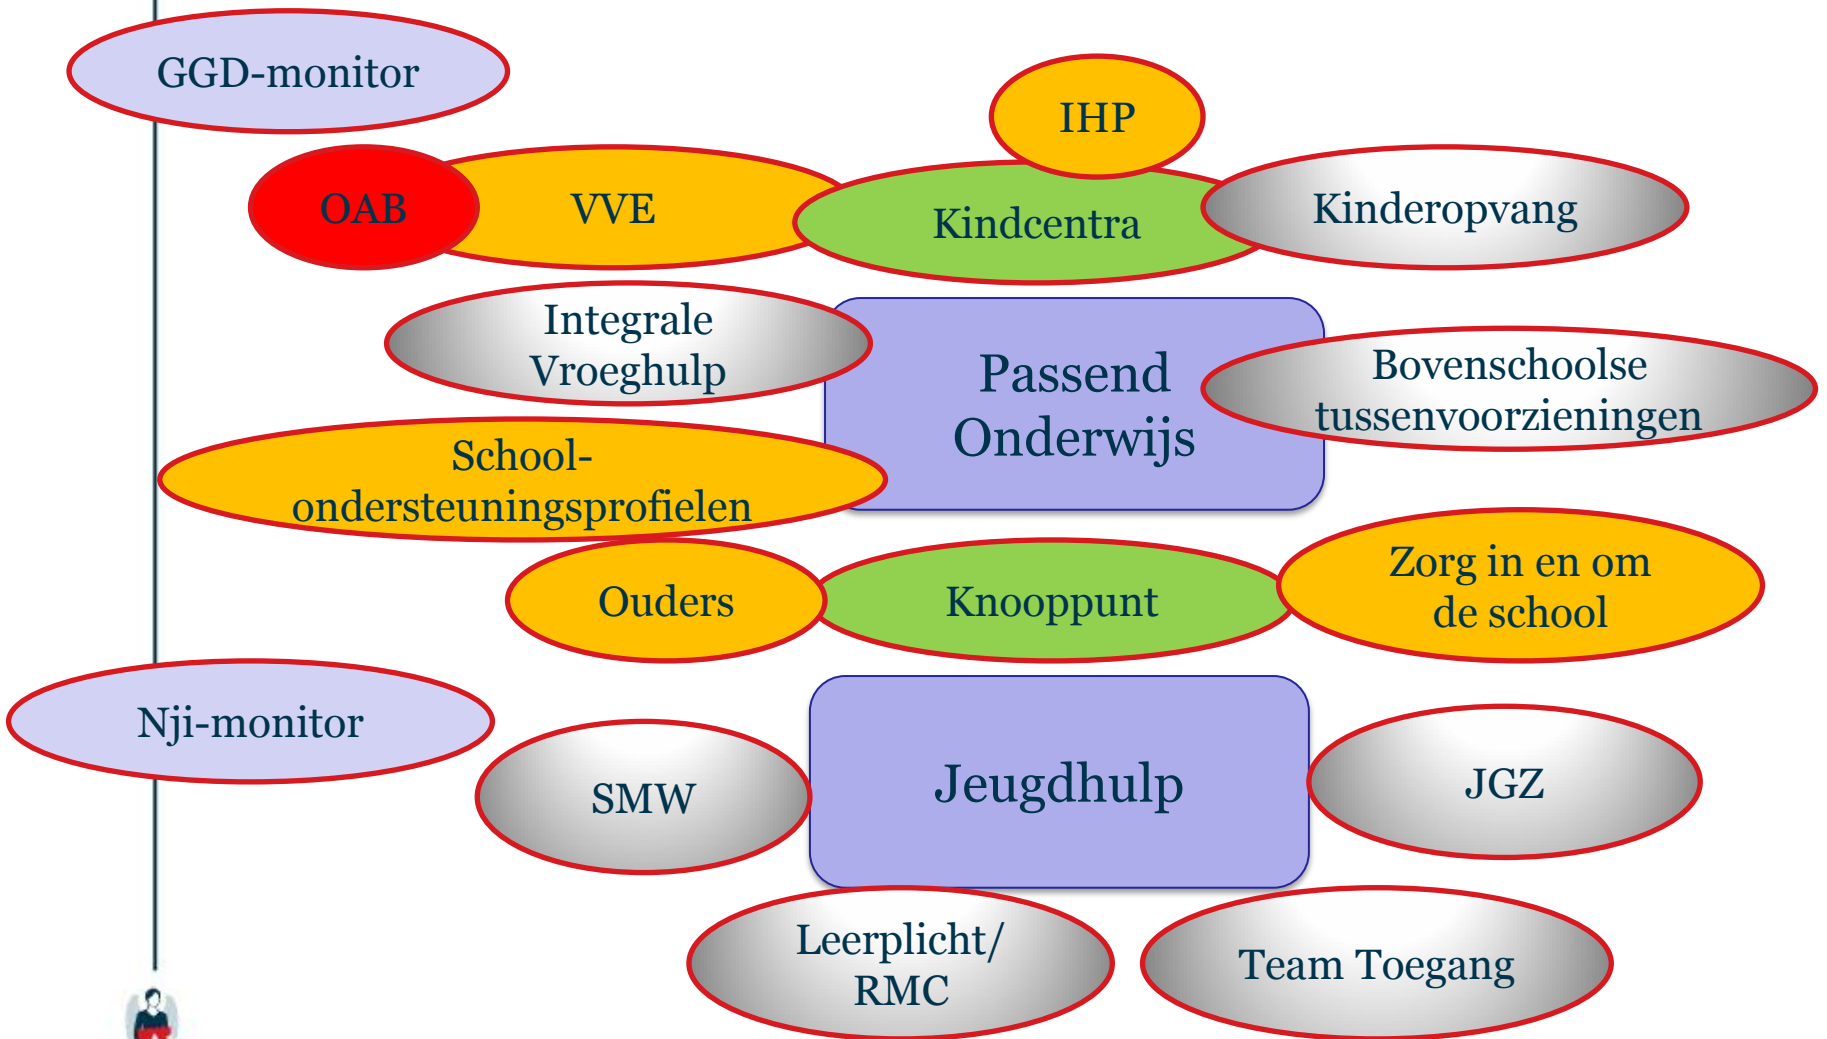 GGD-monitor
IHP
OAB
VVE
Kindcentra
Kinderopvang
Integrale
Vroeghulp
Passend
Onderwijs
Bovenschoolse
tussenvoorzieningen
School-
ondersteuningsprofielen
Ouders
Knooppunt
Zorg in en om
de school
Nji-monitor
SMW
Jeugdhulp
JGZ
Leerplicht/
RMC
Team Toegang